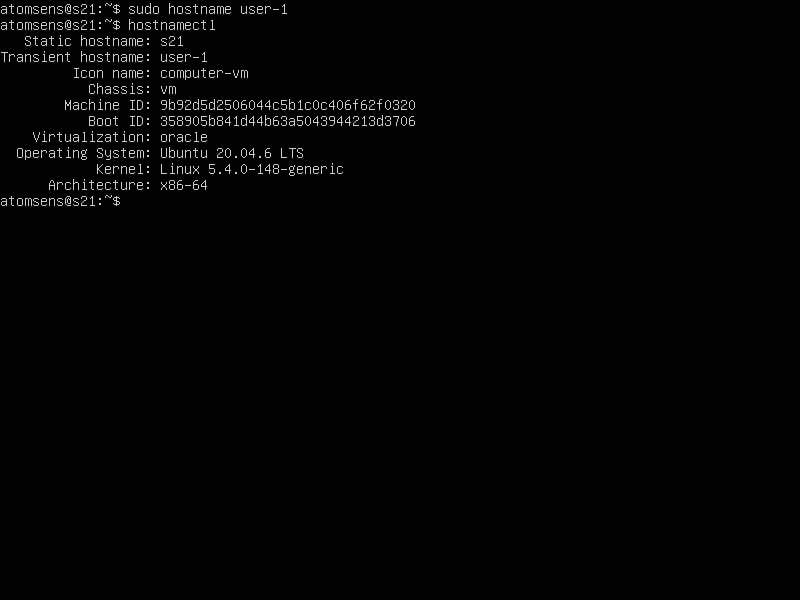 atomsens@s21:~$ sudo hostname user-1
atomsens@s21:~$ hostnamectl
Static hostname: s21
Transient hostname: user-1
Icon name: computer-vm
Chassis: vm
Machine ID: 9b92d5d2506044c5b1c0c406f62f0320
Boot ID: 358905b841d44b63a5043944213d3706
Virtualization: oracle
Operating System: Ubuntu 20.04.6 LTS
Kernel: Linux 5.4.0-148-generic
Architecture: x86-64
atomsens@s21:~$